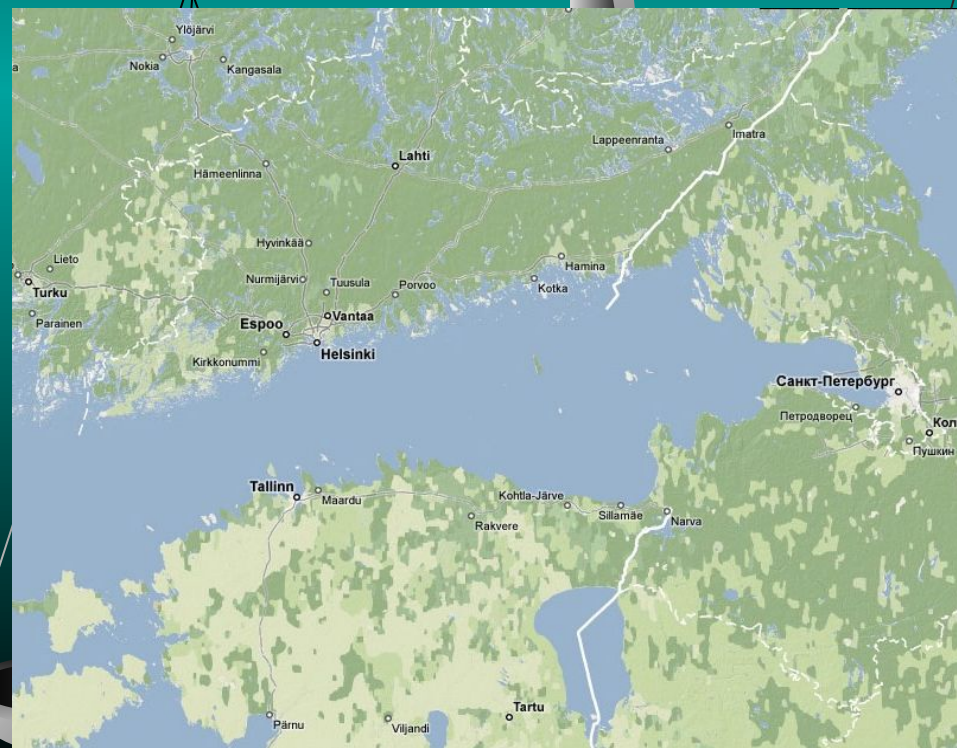 Ylöjärvi
Nokia
Kangasala
a
Lahti
Lappeenranta
Imatra
Hämeenlinna
Hyvinkää
Lieto
Nurmijärvi
Tuusula
Porvoo
Hamina
Kotka
Turku
Parainen
Vantaa
Espoo
Helsinki
Kirkkonummi
Санкт-Петербург
Петродворец
Кол
Пушкин
Tallinn
Maardu
Kohtla-Järve
Sillamäe
Narva
Rakvere
Pärnu
Viljandi
Tartu